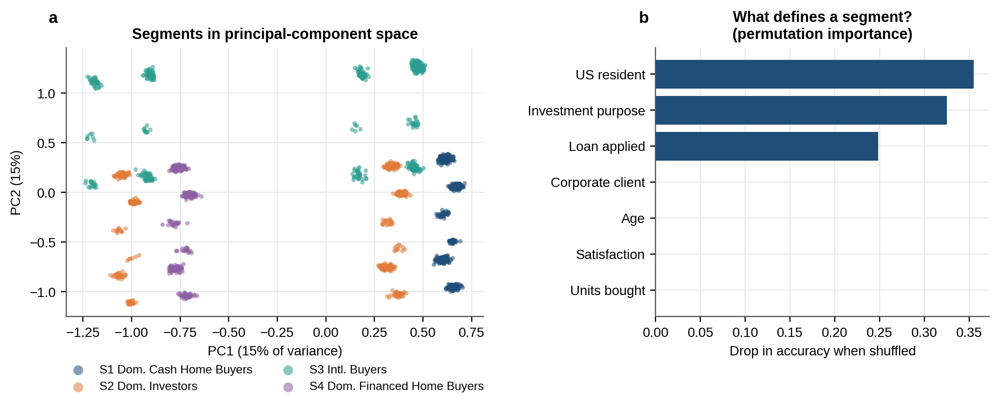 a
Segments in principal-component space
1.0
0.5
0.0
−0.5
−1.0
PC2 (15%)
−1.25 −1.00 −0.75 −0.50 −0.25 0.00 0.25 0.50 0.75
PC1 (15% of variance)
S1 Dom. Cash Home Buyers
S2 Dom. Investors
S3 Intl. Buyers
S4 Dom. Financed Home Buyers
b
What defines a segment?
(permutation importance)
US resident
Investment purpose
Loan applied
Corporate client
Age
Satisfaction
Units bought
0.00 0.05 0.10 0.15 0.20 0.25 0.30 0.35
Drop in accuracy when shuffled